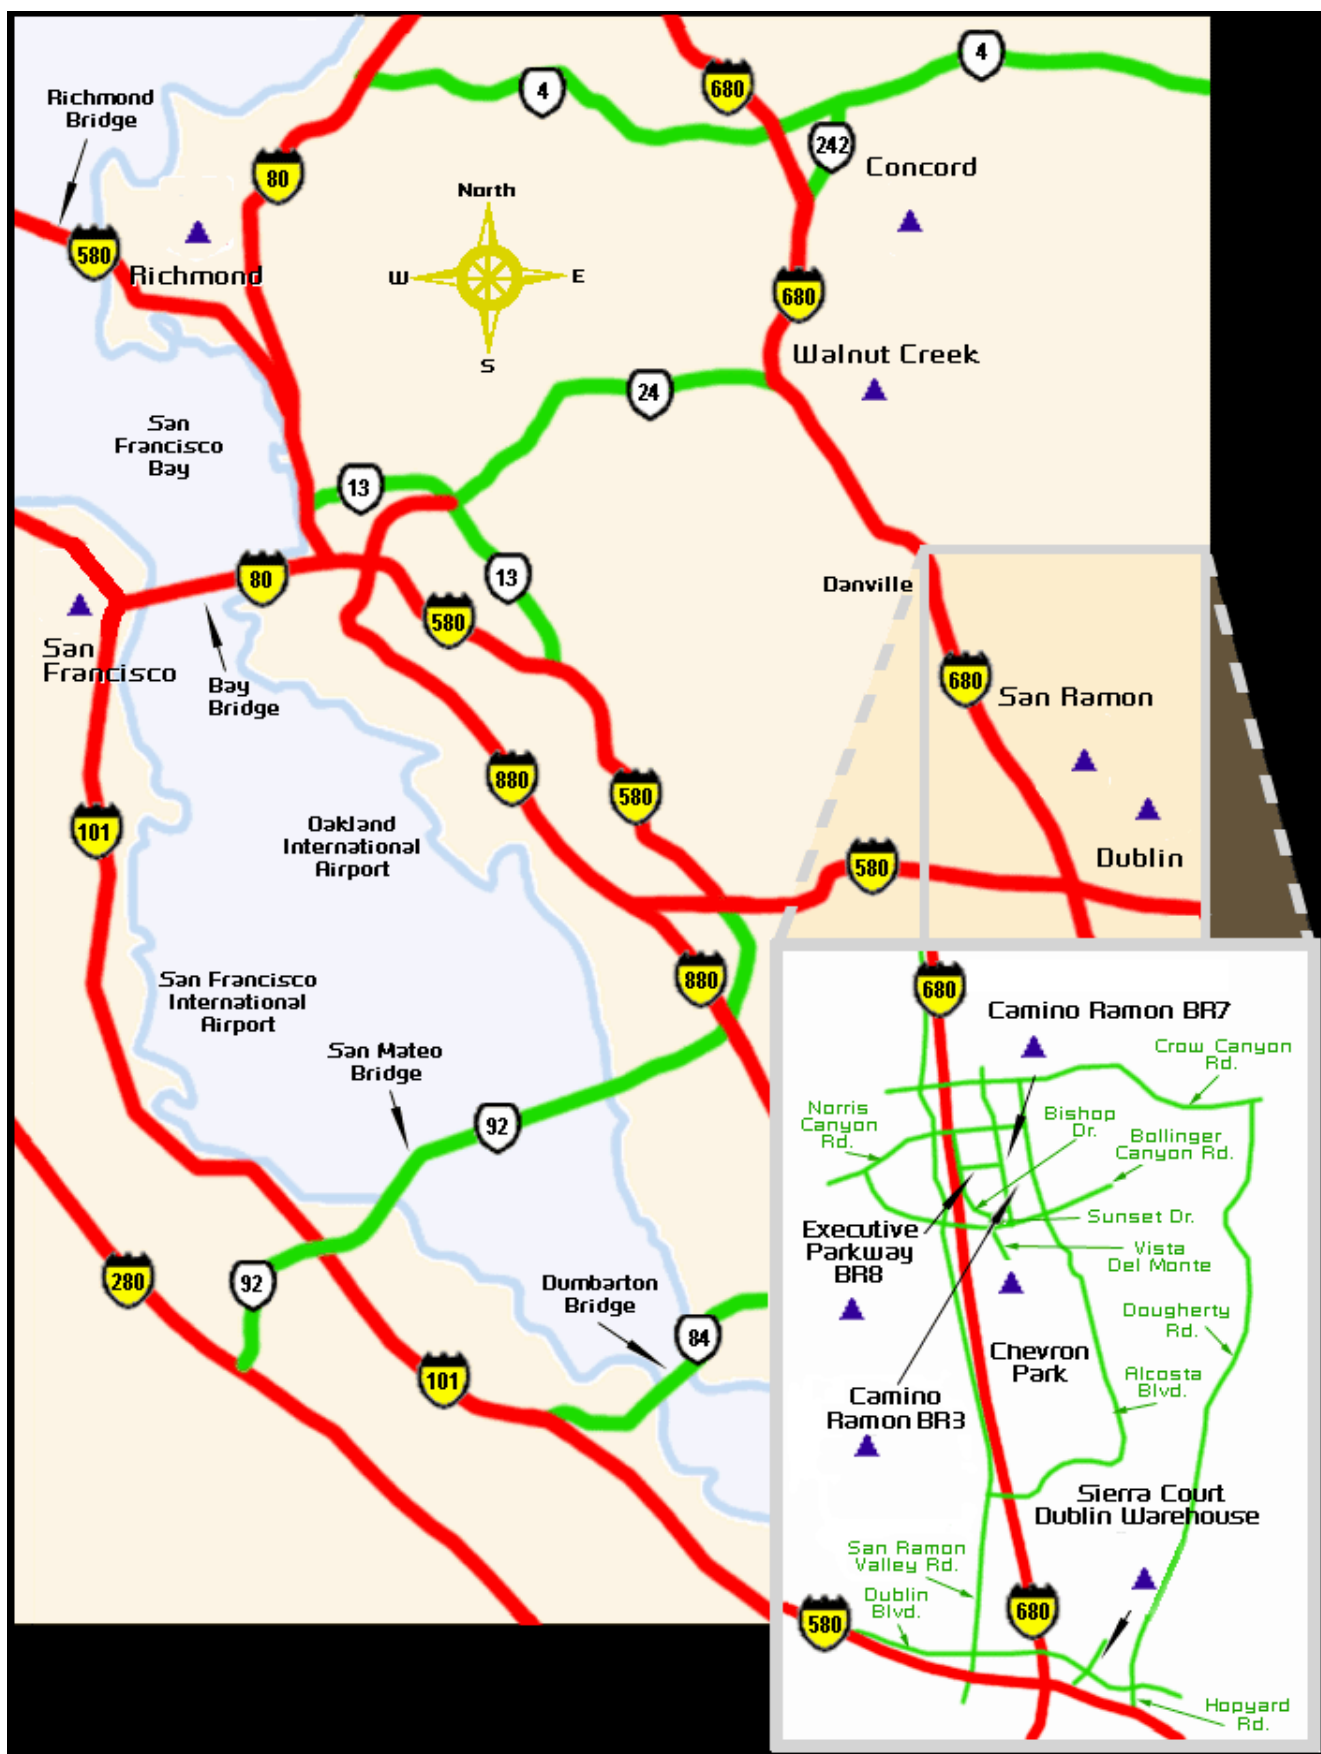 4
680
4
Richmond
Bridge
242
Concord
80
North
W
E
S
580
Richmond
680
Walnut Creek
24
San
Francisco
Bay
13
13
80
580
Danville
San
Francisco
Bay
Bridge
680
San Ramon
880
580
101
Oakland
International
Airport
580
Dublin
San Francisco
International
Airport
880
San Mateo
Bridge
92
280
92
Dumbarton
Bridge
84
101
680
Camino Ramon BR7
Crow Canyon
Rd.
Norris
Canyon
Rd.
Bishop
Dr.
Bollinger
Canyon Rd.
Executive
Parkway
BR8
Sunset Dr.
Vista
Del Monte
Dougherty
Rd.
Chevron
Park
Alcosta
Blvd.
Camino
Ramon BR3
Sierra Court
Dublin Warehouse
San Ramon
Valley Rd.
Dublin
Blvd.
580
680
Hopyard
Rd.